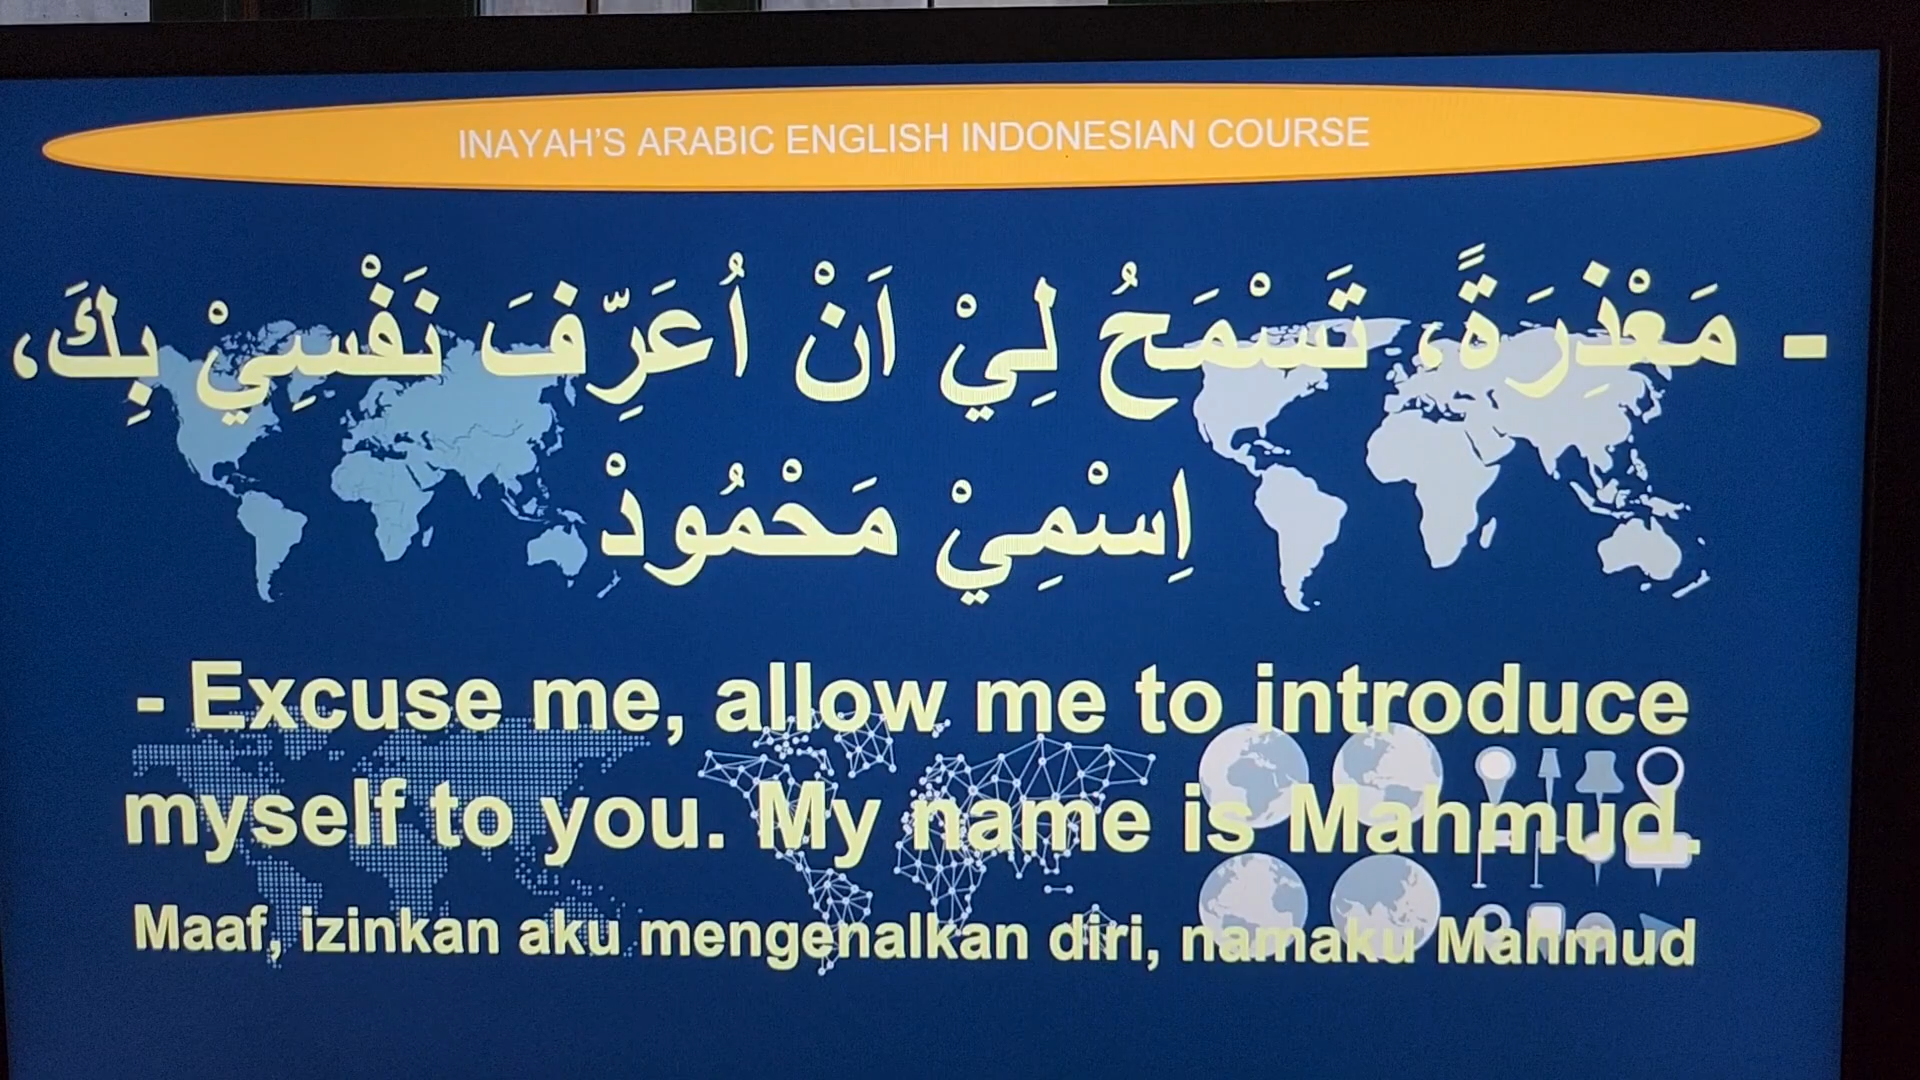 INAYAH'S ARABIC ENGLISH INDONESIAN COURSE
- مَعْذِرَةً، تَسْمَحُ لِيْ اَنْ اُعَرِّفَ نَفْسِيْ بِكَ،
اِسْمِيْ مَحْمُودْ
- Excuse me, allow me to introduce
myself to you. My name is Mahmud.
Maaf, izinkan aku mengenalkan diri, namaku Mahmud